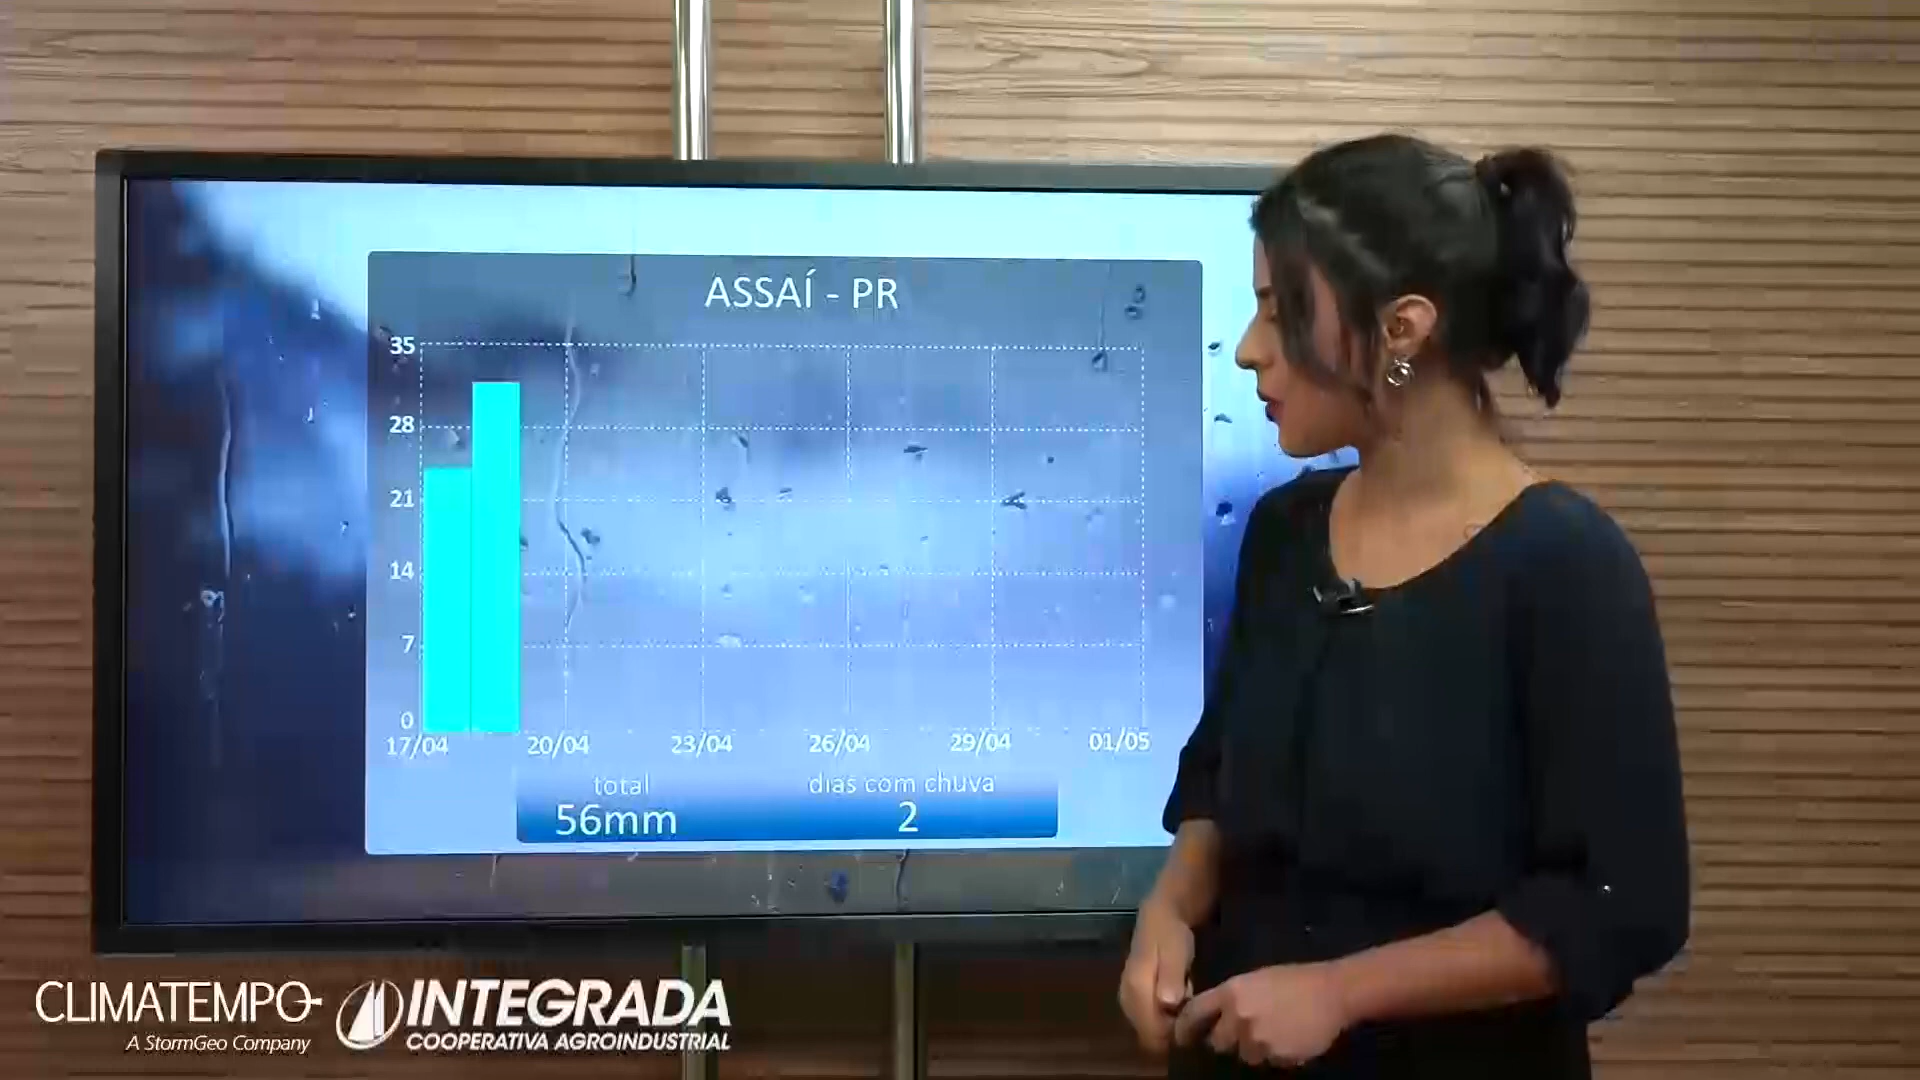 ASSAÍ - PR
35
28
21
14
7
0
17/04 20/04 23/04 26/04 29/04 01/05
total dias com chuva
56mm 2
CLIMATEMPO
A StormGeo Company
INTEGRADA
COOPERATIVA AGROINDUSTRIAL